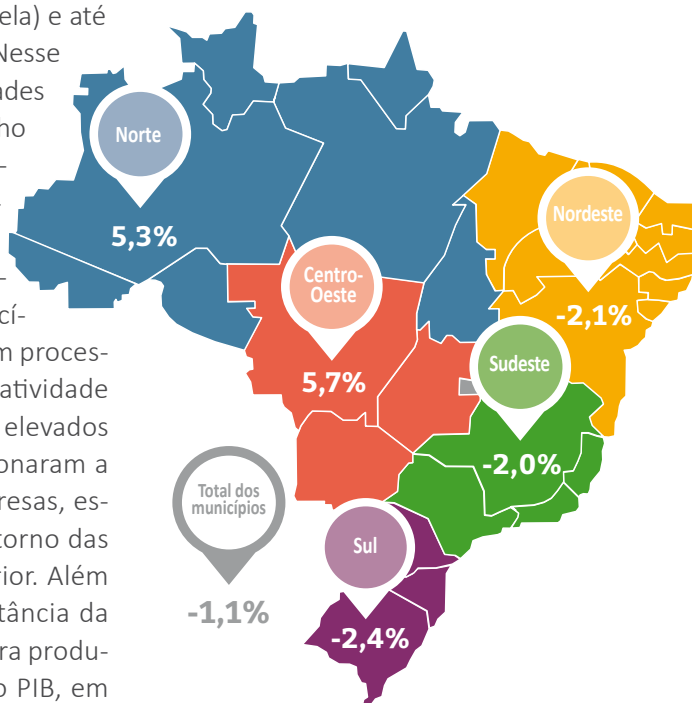 ela) e até
Nesse
ades
ho
-
-
cí-
m proces-
atividade
elevados
onaram a
resas, es-
torno das
rior. Além
tância da
ra produ-
o PIB, em
Norte
5,3%
Nordeste
-2,1%
Centro-
Oeste
5,7%
Sudeste
-2,0%
Total dos
municípios
-1,1%
Sul
-2,4%